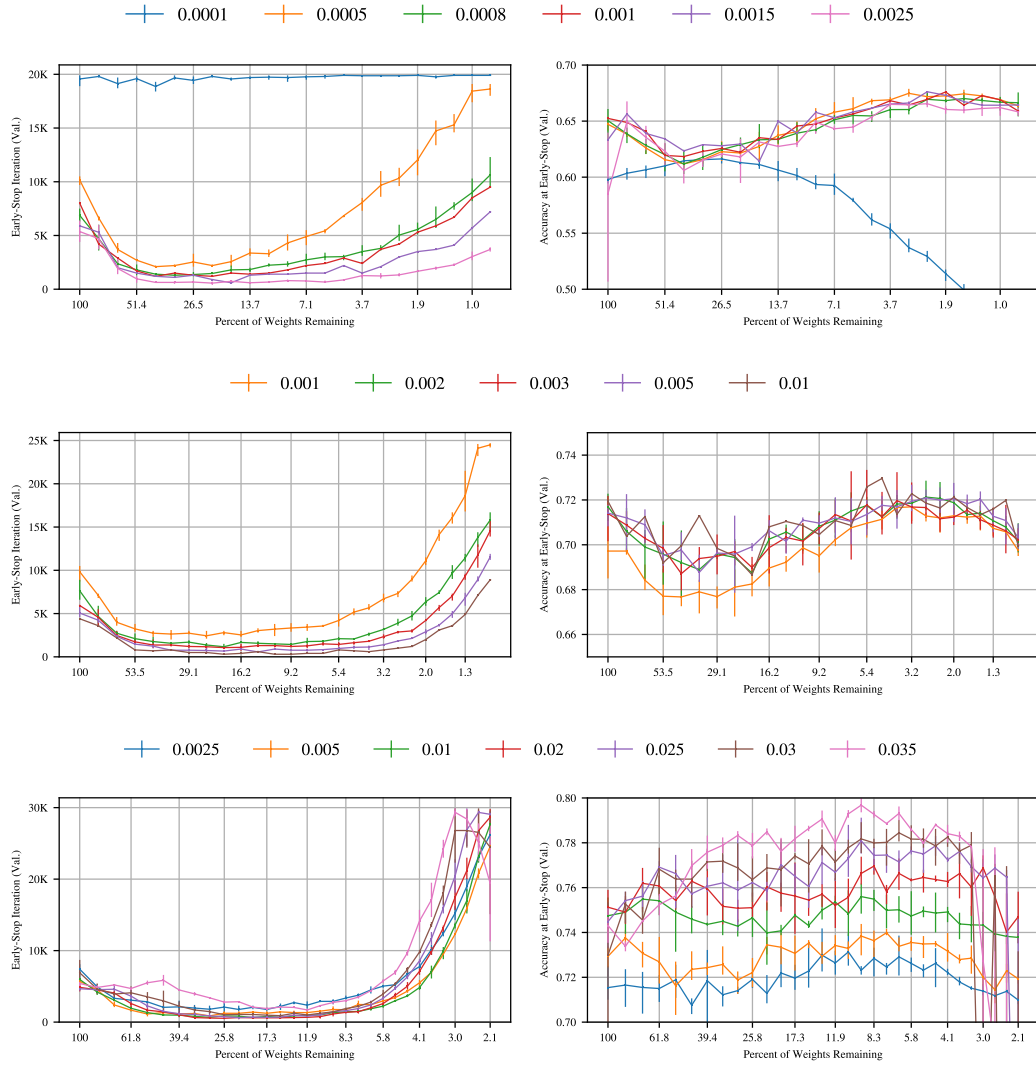 0.0001 0.0005 0.0008 0.001 0.0015 0.0025
20K
15K
10K
5K
0
Early-Stop Iteration (Val.)
100 51.4 26.5 13.7 7.1 3.7 1.9 1.0
Percent of Weights Remaining
0.70
0.65
0.60
0.55
0.50
Accuracy at Early-Stop (Val.)
100 51.4 26.5 13.7 7.1 3.7 1.9 1.0
Percent of Weights Remaining
0.001 0.002 0.003 0.005 0.01
25K
20K
15K
10K
5K
0
Early-Stop Iteration (Val.)
100 53.5 29.1 16.2 9.2 5.4 3.2 2.0 1.3
Percent of Weights Remaining
0.74
0.72
0.70
0.68
0.66
Accuracy at Early-Stop (Val.)
100 53.5 29.1 16.2 9.2 5.4 3.2 2.0 1.3
Percent of Weights Remaining
0.0025 0.005 0.01 0.02 0.025 0.03 0.035
30K
20K
10K
0
Early-Stop Iteration (Val.)
100 61.8 39.4 25.8 17.3 11.9 8.3 5.8 4.1 3.0 2.1
Percent of Weights Remaining
0.80
0.78
0.76
0.74
0.72
0.70
Accuracy at Early-Stop (Val.)
100 61.8 39.4 25.8 17.3 11.9 8.3 5.8 4.1 3.0 2.1
Percent of Weights Remaining